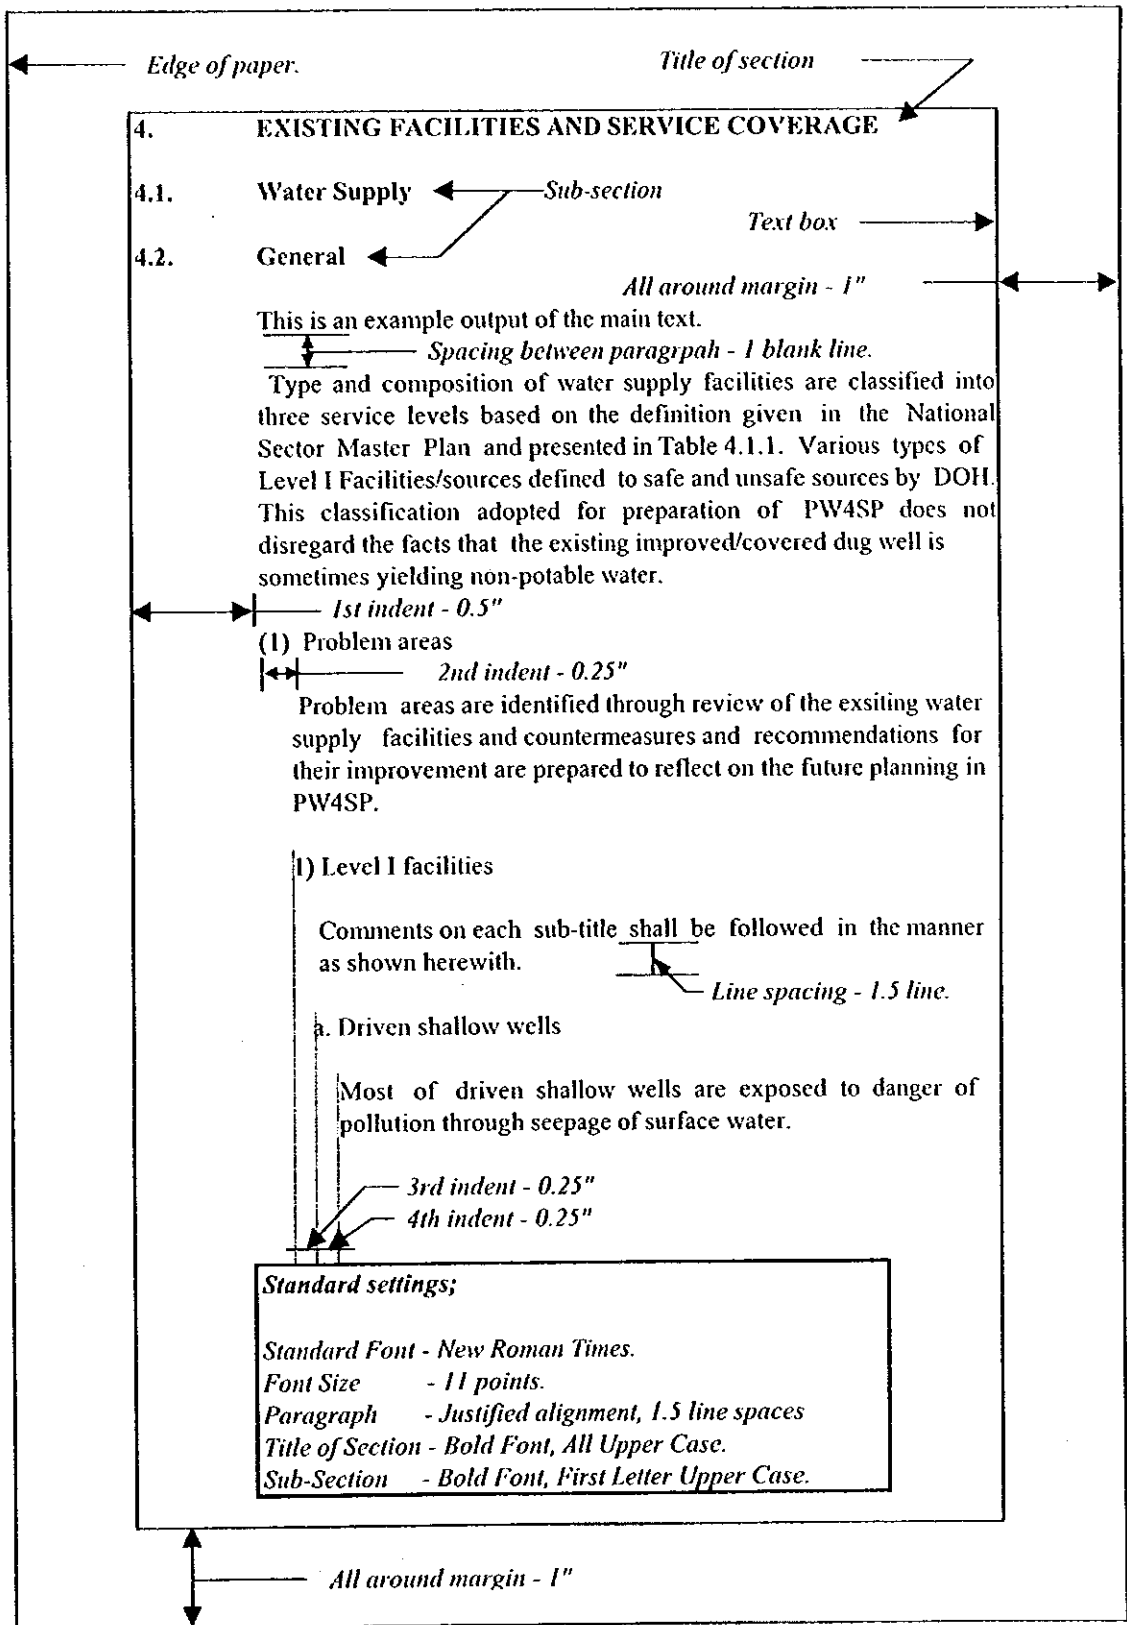 Edge of paper.
Title of section
4. EXISTING FACILITIES AND SERVICE COVERAGE
4.1. Water Supply
Sub-section
Text box
4.2. General
All around margin - 1"
This is an example output of the main text.
Spacing between paragrpah - 1 blank line.
Type and composition of water supply facilities are classified into
three service levels based on the definition given in the National
Sector Master Plan and presented in Table 4.1.1. Various types of
Level I Facilities/sources defined to safe and unsafe sources by DOH.
This classification adopted for preparation of PW4SP does not
disregard the facts that the existing improved/covered dug well is
sometimes yielding non-potable water.
1st indent - 0.5"
(1) Problem areas
2nd indent - 0.25"
Problem areas are identified through review of the exsiting water
supply facilities and countermeasures and recommendations for
their improvement are prepared to reflect on the future planning in
PW4SP.
1) Level I facilities
Comments on each sub-title shall be followed in the manner
as shown herewith.
Line spacing - 1.5 line.
a. Driven shallow wells
Most of driven shallow wells are exposed to danger of
pollution through seepage of surface water.
3rd indent - 0.25"
4th indent - 0.25"
Standard settings;
Standard Font - New Roman Times.
Font Size - 11 points.
Paragraph - Justified alignment, 1.5 line spaces
Title of Section - Bold Font, All Upper Case.
Sub-Section - Bold Font, First Letter Upper Case.
All around margin - 1"